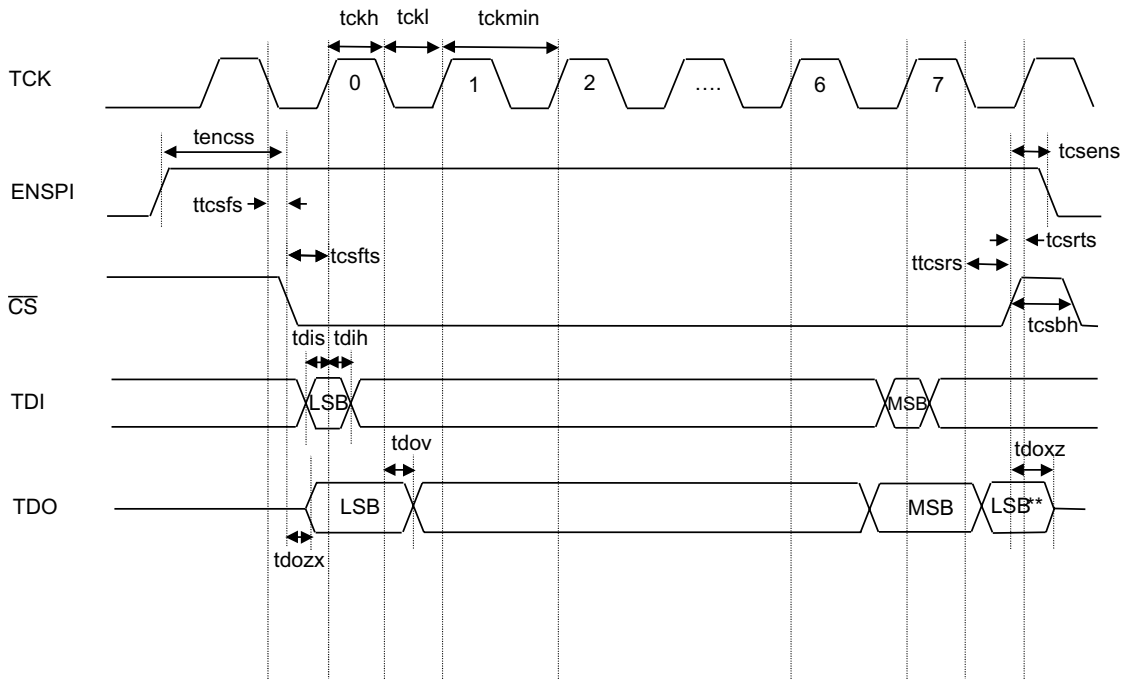 tckh tckl tckmin
TCK 0 1 2 .... 6 7
tencss tcsens
ENSPI
ttcsfs
tcsfts ttcsrs tcsrts
CS
tcsbh
tdis tdih
TDI LSB MSB
tdov tdoxz
TDO LSB MSB LSB**
tdozx